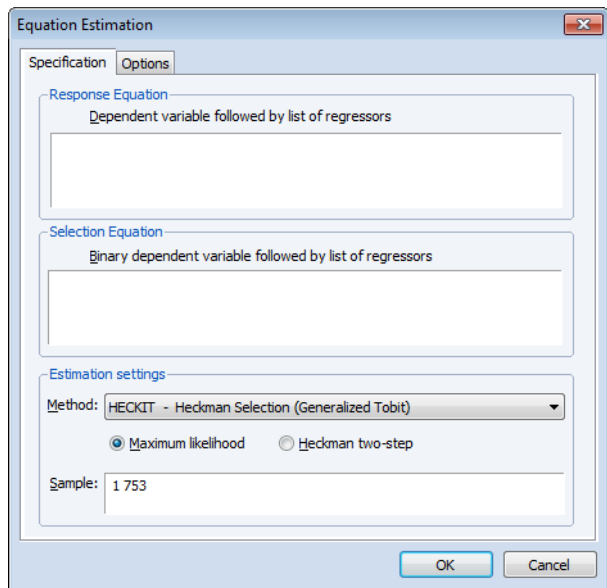 Equation Estimation
Specification
Options
Response Equation
Dependent variable followed by list of regressors
Selection Equation
Binary dependent variable followed by list of regressors
Estimation settings
Method: HECKIT - Heckman Selection (Generalized Tobit)
Maximum likelihood
Heckman two-step
Sample: 1 753
OK
Cancel